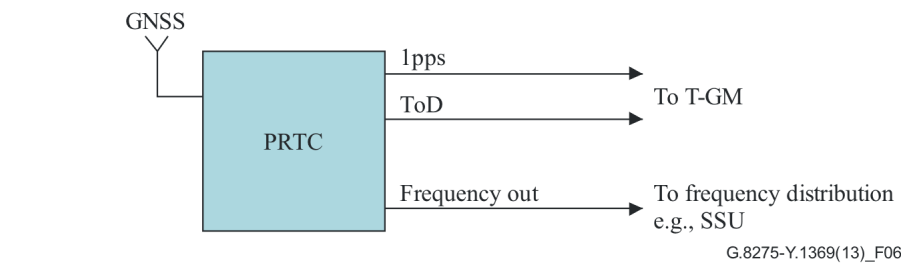 GNSS
1pps
To T-GM
ToD
PRTC
Frequency out
To frequency distribution
e.g., SSU
G.8275-Y.1369(13)_F06